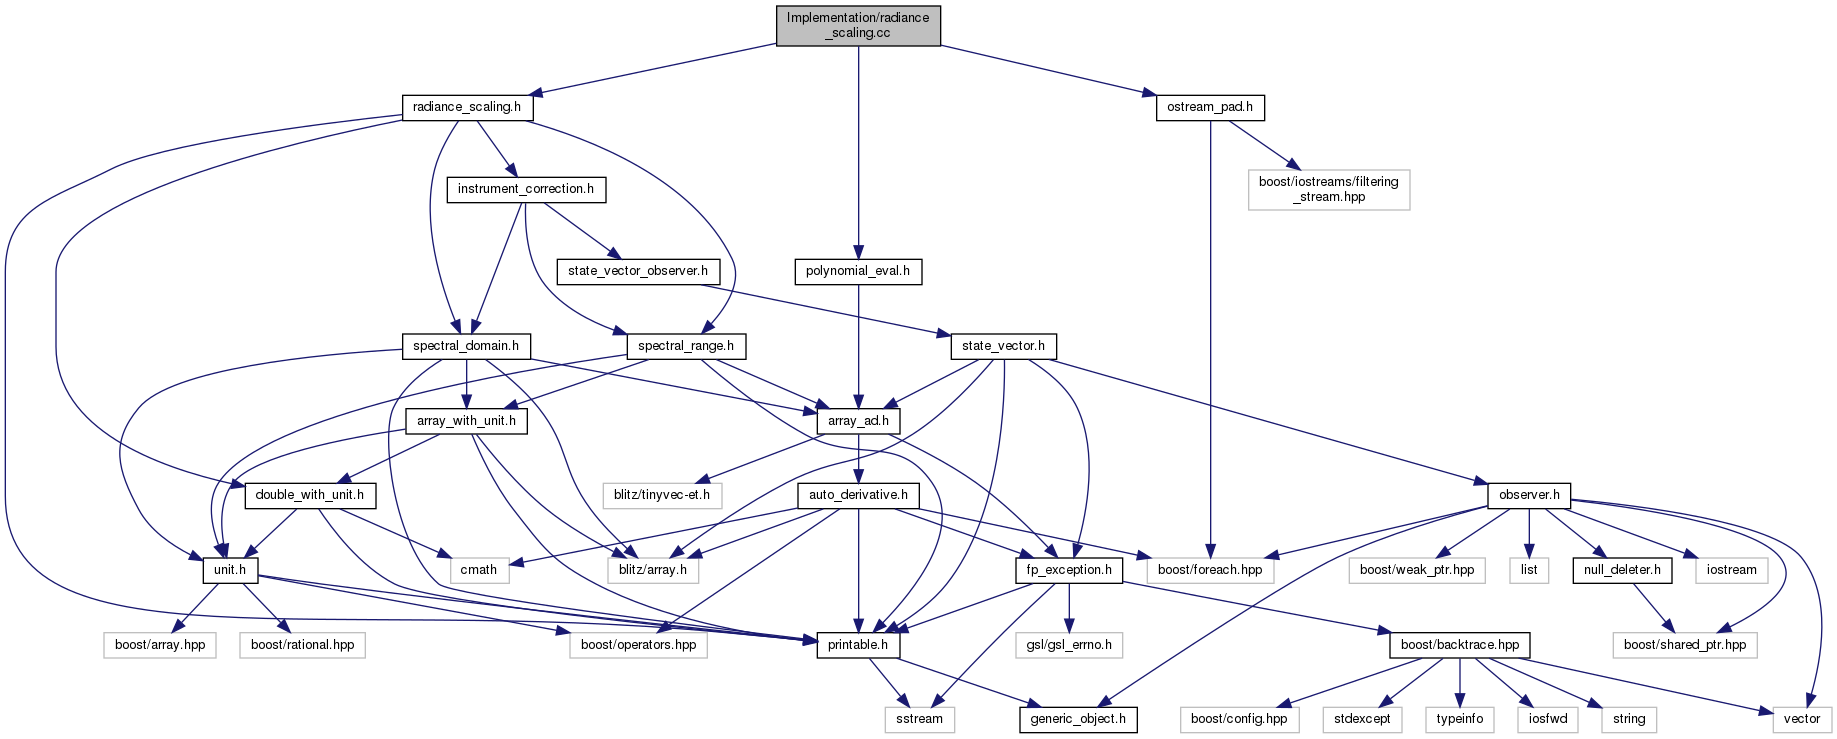 Implementation/radiance
_scaling.cc
radiance_scaling.h
ostream_pad.h
instrument_correction.h
boost/iostreams/filtering
_stream.hpp
state_vector_observer.h
polynomial_eval.h
spectral_domain.h
spectral_range.h
state_vector.h
array_with_unit.h
array_ad.h
double_with_unit.h
blitz/tinyvec-et.h
auto_derivative.h
observer.h
unit.h
cmath
blitz/array.h
fp_exception.h
boost/foreach.hpp
boost/weak_ptr.hpp
list
null_deleter.h
iostream
boost/array.hpp
boost/rational.hpp
boost/operators.hpp
printable.h
gsl/gsl_errno.h
boost/backtrace.hpp
boost/shared_ptr.hpp
sstream
generic_object.h
boost/config.hpp
stdexcept
typeinfo
iosfwd
string
vector